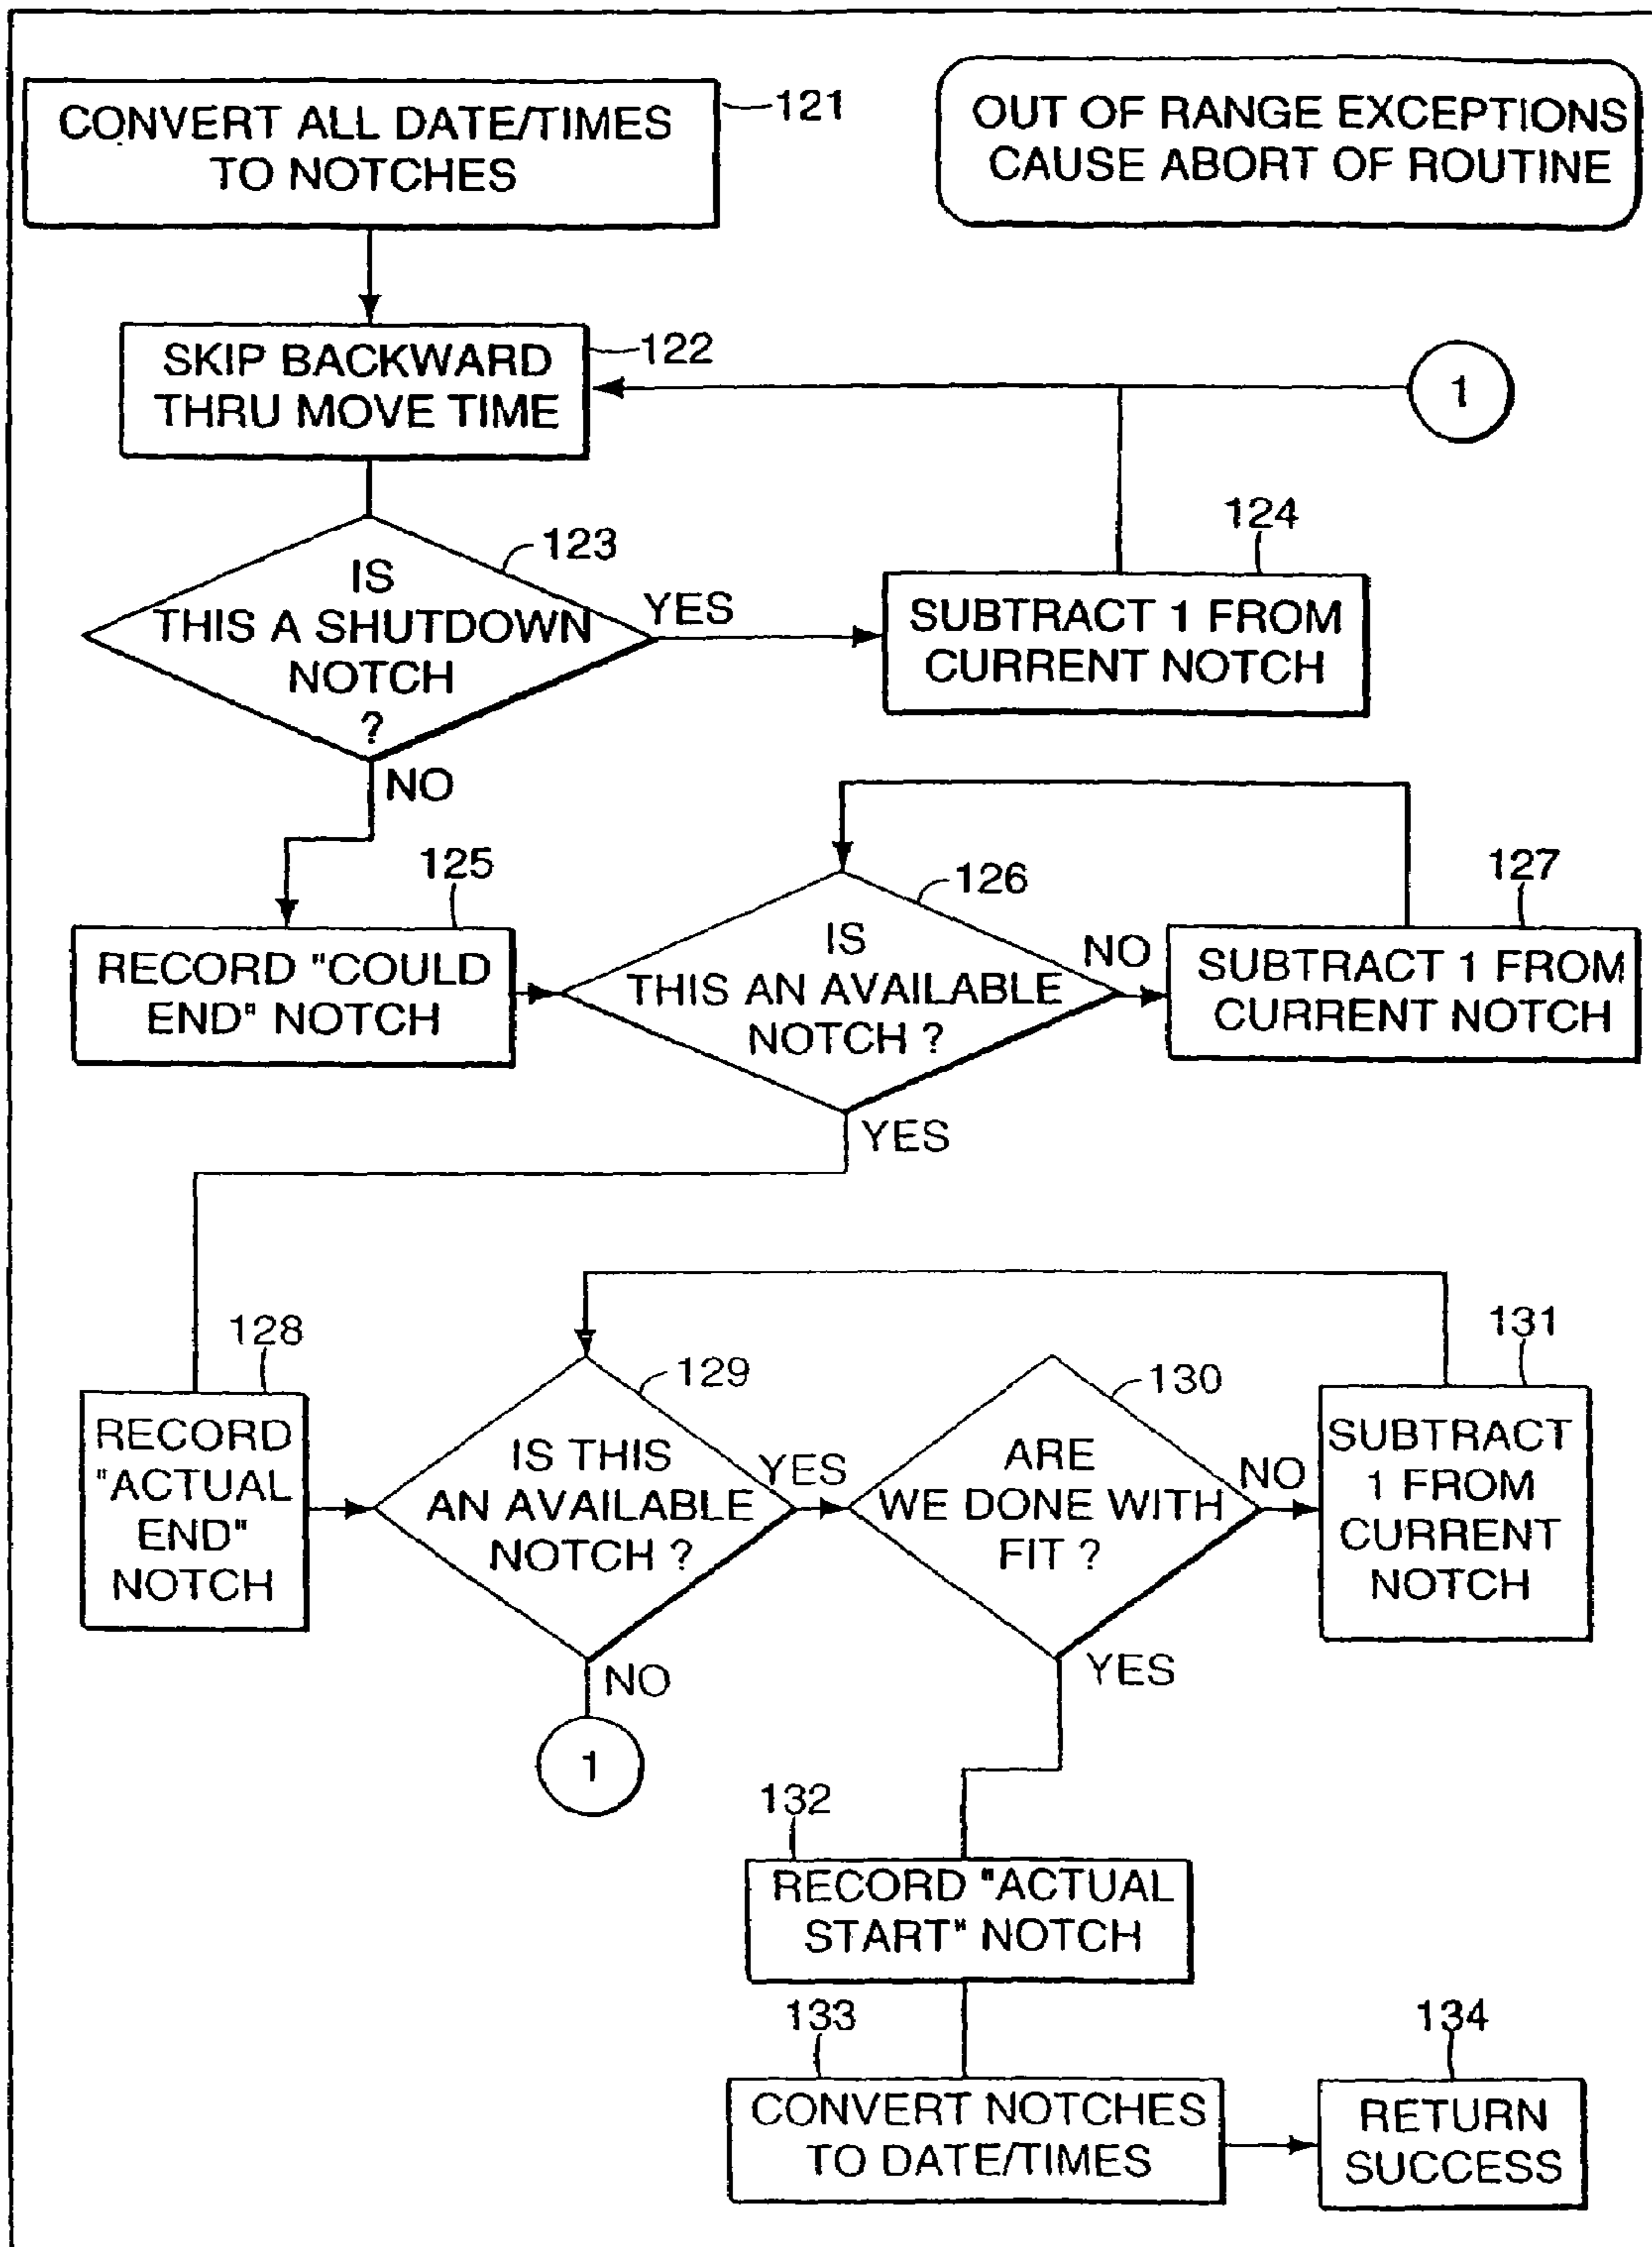 CONVERT ALL DATE/TIMES
TO NOTCHES
121
OUT OF RANGE EXCEPTIONS
CAUSE ABORT OF ROUTINE
SKIP BACKWARD
THRU MOVE TIME
122
1
IS
THIS A SHUTDOWN
NOTCH
?
123
YES
NO
124
SUBTRACT 1 FROM
CURRENT NOTCH
125
RECORD "COULD
END" NOTCH
126
IS
THIS AN AVAILABLE
NOTCH ?
NO
YES
127
SUBTRACT 1 FROM
CURRENT NOTCH
128
RECORD
"ACTUAL
END"
NOTCH
129
IS THIS
AN AVAILABLE
NOTCH ?
YES
NO
1
130
ARE
WE DONE WITH
FIT ?
NO
YES
131
SUBTRACT
1 FROM
CURRENT
NOTCH
132
RECORD "ACTUAL
START" NOTCH
133
CONVERT NOTCHES
TO DATE/TIMES
134
RETURN
SUCCESS